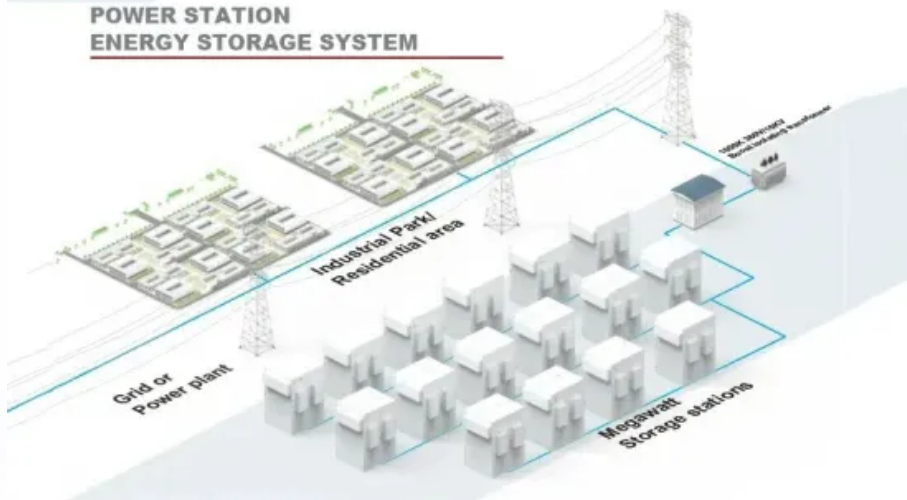 POWER STATION
ENERGY STORAGE SYSTEM
Industrial Park/
Residential area
Grid or
Power plant
Megawatt
Storage stations